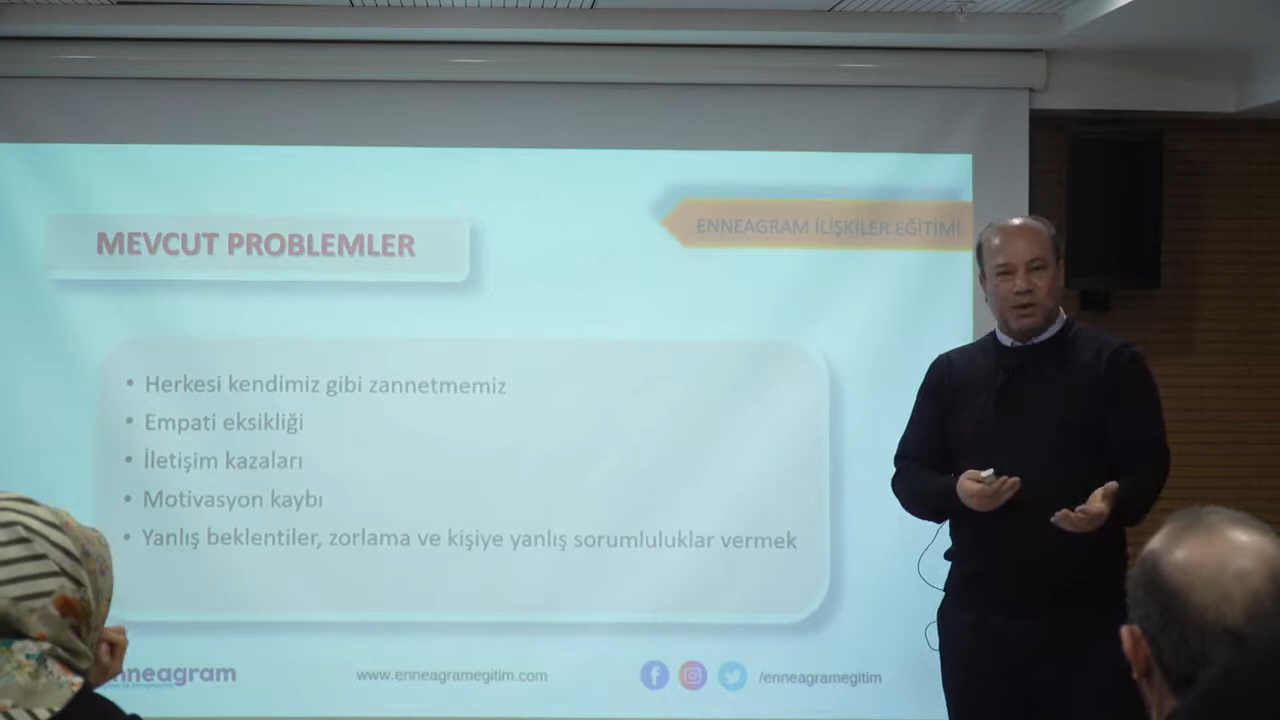 ENNEAGRAM İLİŞKİLER EĞİTİMİ
MEVCUT PROBLEMLER
• Herkesi kendimiz gibi zannetmemiz
• Empati eksikliği
• İletişim kazaları
• Motivasyon kaybı
• Yanlış beklentiler, zorlama ve kişiye yanlış sorumluluklar vermek
nneagram
www.enneagramegitim.com
/enneagramegitim